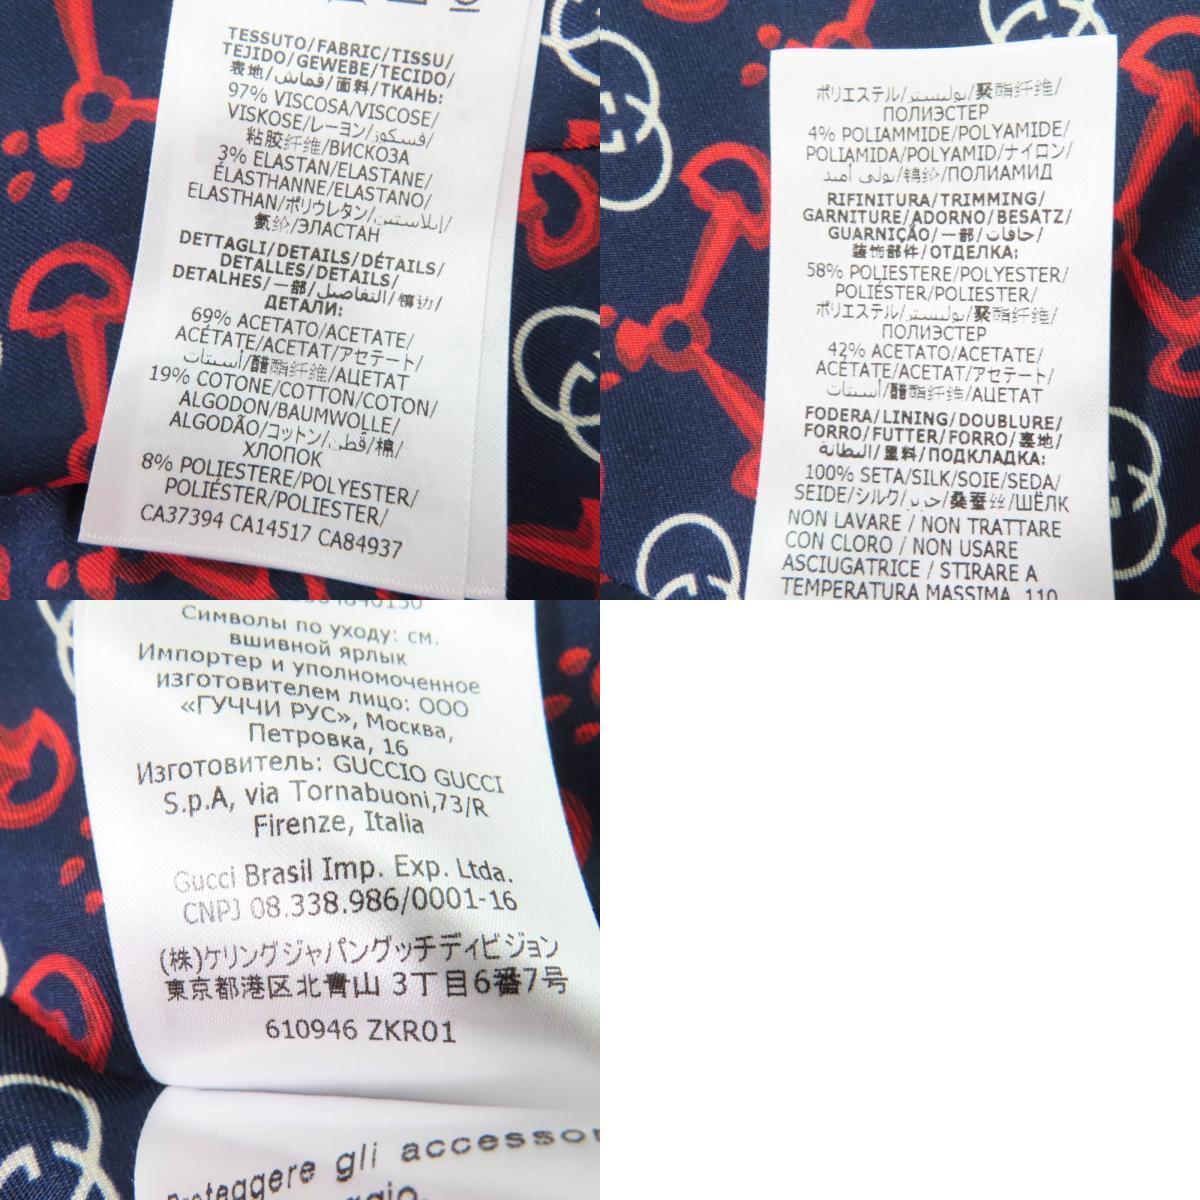 TESSUTO/FABRIC/TISSU/
TEJIDO/GEWEBE/TECIDO/
表地/قماش/面料/ТКАНЬ:
97% VISCOSA/VISCOSE/
VISKOSE/レーヨン/فسكوز/
粘胶纤维/ВИСКОЗА
3% ELASTAN/ELASTANE/
ÉLASTHANNE/ELASTANO/
ELASTHAN/ポリウレタン/إيلاستين/
氨纶/ЭЛАСТАН
DETTAGLI/DETAILS/DÉTAILS/
DETALLES/DETAILS/
DETALHES/一部/التفاصيل/镶边/
ДЕТАЛИ:
69% ACETATO/ACETATE/
ACÉTATE/ACETAT/アセテート/
أسيتات/醋酯纤维/АЦЕТАТ
19% COTONE/COTTON/COTON/
ALGODON/BAUMWOLLE/
ALGODÃO/コットン/قطن/棉/
ХЛОПОК
8% POLIESTERE/POLYESTER/
POLIÉSTER/POLIESTER/
CA37394 CA14517 CA84937
ポリエステル/بوليستر/聚酯纤维/
ПОЛИЭСТЕР
4% POLIAMMIDE/POLYAMIDE/
POLIAMIDA/POLYAMID/ナイロン/
بولي أميد/锦纶/ПОЛИАМИД
RIFINITURA/TRIMMING/
GARNITURE/ADORNO/BESATZ/
GUARNIÇÃO/一部/حافات/
装饰部件/ОТДЕЛКА:
58% POLIESTERE/POLYESTER/
POLIÉSTER/POLIESTER/
ポリエステル/بوليستر/聚酯纤维/
ПОЛИЭСТЕР
42% ACETATO/ACETATE/
ACÉTATE/ACETAT/アセテート/
أسيتات/醋酯纤维/АЦЕТАТ
FODERA/LINING/DOUBLURE/
FORRO/FUTTER/FORRO/裏地/
البطانة/里料/ПОДКЛАДКА:
100% SETA/SILK/SOIE/SEDA/
SEIDE/シルク/حرير/桑蚕丝/ШЁЛК
NON LAVARE / NON TRATTARE
CON CLORO / NON USARE
ASCIUGATRICE / STIRARE A
TEMPERATURA MASSIMA 110
Символы по уходу: см.
вшивной ярлык
Импортер и уполномоченное
изготовителем лицо: ООО
«ГУЧЧИ РУС», Москва,
Петровка, 16
Изготовитель: GUCCIO GUCCI
S.p.A, via Tornabuoni,73/R
Firenze, Italia
Gucci Brasil Imp. Exp. Ltda.
CNPJ 08.338.986/0001-16
(株)ケリングジャパングッチディビジョン
東京都港区北青山 3丁目6番7号
610946 ZKR01
Proteggere gli accessor